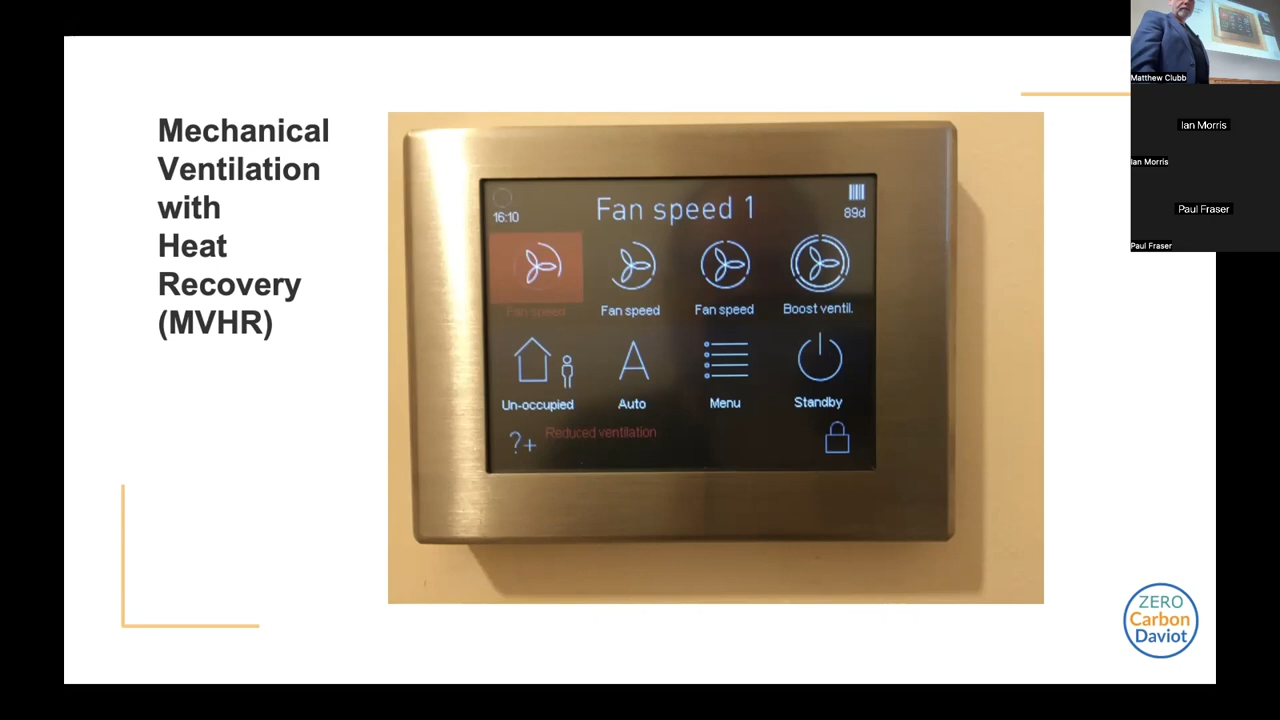 Mechanical
Ventilation
with
Heat
Recovery
(MVHR)
16:10
Fan speed 1
89d
Fan speed
Fan speed
Fan speed
Boost ventil.
Un-occupied
Auto
Menu
Standby
?+
Reduced ventilation
ZERO
Carbon
Daviot
Matthew Clubb
Ian Morris
Ian Morris
Paul Fraser
Paul Fraser